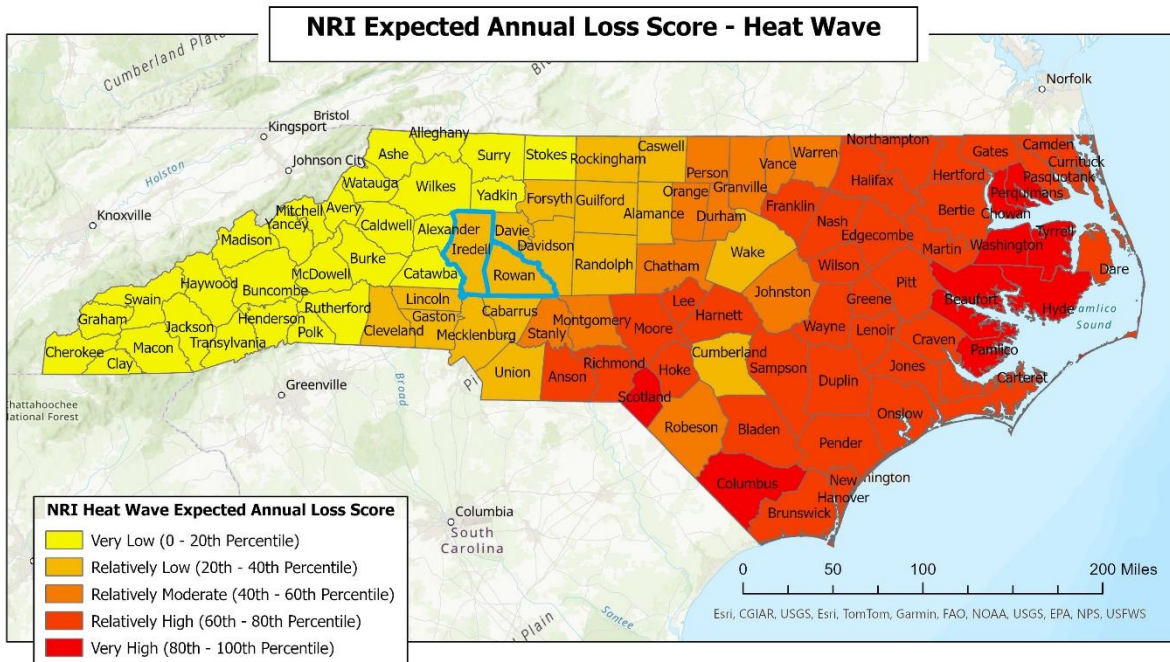 NRI Expected Annual Loss Score - Heat Wave
Cumberland Plat
Norfolk
Bristol
Kingsport
Johnson City
Holston
Knoxville
Alleghany
Ashe
Surry
Stokes
Rockingham
Caswell
Person
Vance
Warren
Northampton
Gates
Camden
Currituck
Pasquotank
Perquimans
Chowan
Hertford
Halifax
Granville
Orange
Watauga
Wilkes
Yadkin
Forsyth
Guilford
Alamance
Durham
Franklin
Nash
Bertie
Mitchell
Avery
Yancey
Caldwell
Alexander
Iredell
Davie
Davidson
Edgecombe
Martin
Washington
Tyrrell
Madison
Burke
Catawba
Rowan
Randolph
Chatham
Wake
Wilson
Pitt
Dare
Haywood
Buncombe
McDowell
Swain
Rutherford
Lincoln
Gaston
Cabarrus
Johnston
Greene
Beaufort
Hyde
amlico
Sound
Graham
Jackson
Henderson
Polk
Cleveland
Mecklenburg
Stanly
Montgomery
Moore
Lee
Harnett
Wayne
Lenoir
Craven
Pamlico
Cherokee
Macon
Clay
Transylvania
Union
Anson
Richmond
Hoke
Cumberland
Sampson
Duplin
Jones
Carteret
Greenville
Broad
Scotland
Robeson
Bladen
Onslow
Pender
Chattahoochee
National Forest
Columbus
New
mington
Hanover
Brunswick
Columbia
South
Carolina
Santee
Plain
NRI Heat Wave Expected Annual Loss Score
Very Low (0 - 20th Percentile)
Relatively Low (20th - 40th Percentile)
Relatively Moderate (40th - 60th Percentile)
Relatively High (60th - 80th Percentile)
Very High (80th - 100th Percentile)
0 50 100 200 Miles
Esri, CGIAR, USGS, Esri, TomTom, Garmin, FAO, NOAA, USGS, EPA, NPS, USFWS